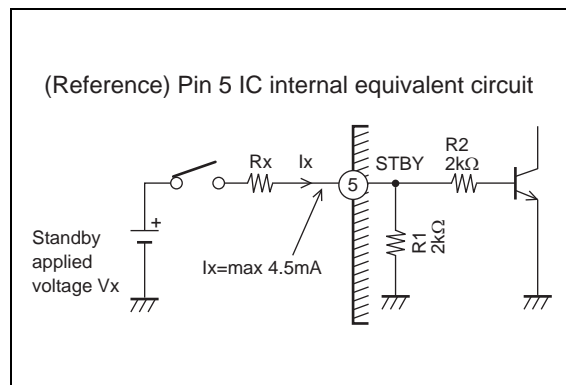 (Reference) Pin 5 IC internal equivalent circuit
Rx
Ix
5
STBY
R2
2kΩ
+
R1
2kΩ
Standby
applied
voltage Vx
Ix=max 4.5mA